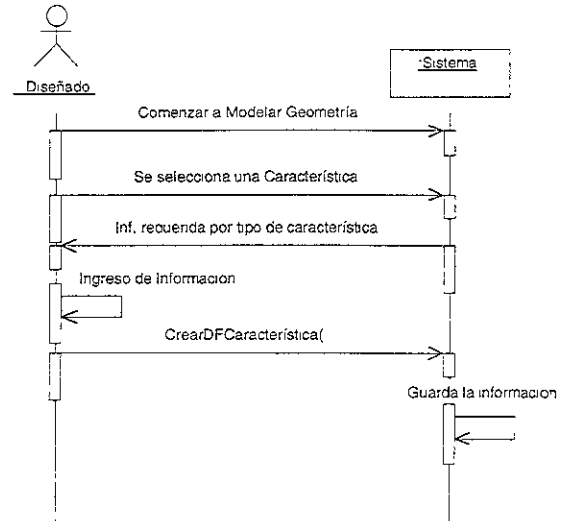 Diseñado
:Sistema
Comenzar a Modelar Geometría
Se selecciona una Característica
Inf. requerida por tipo de característica
Ingreso de Información
CrearDFCaracterística(
Guarda la información